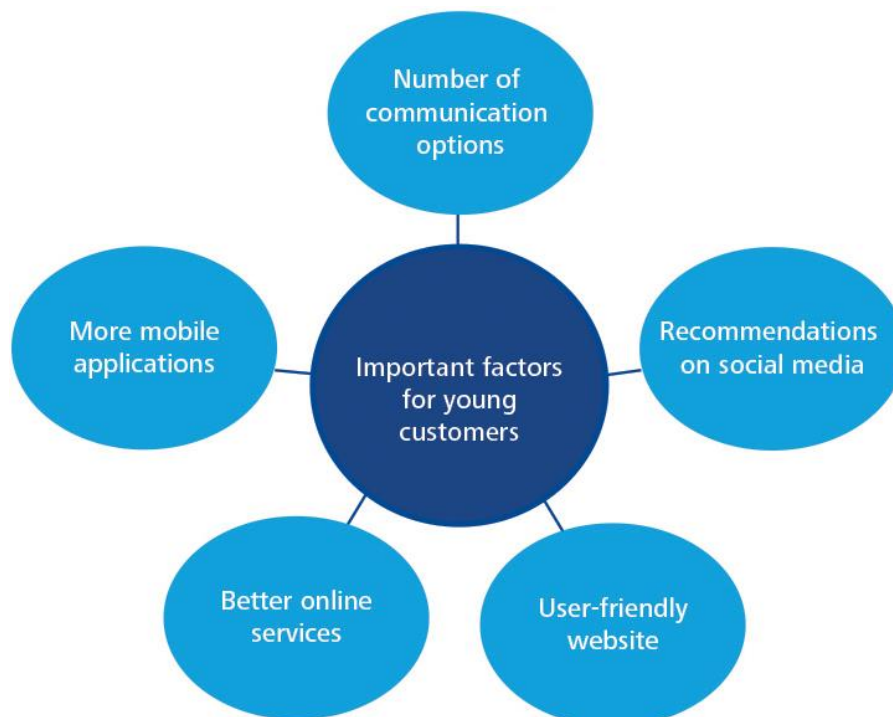 Number of
communication
options
More mobile
applications
Recommendations
on social media
Important factors
for young
customers
Better online
services
User-friendly
website